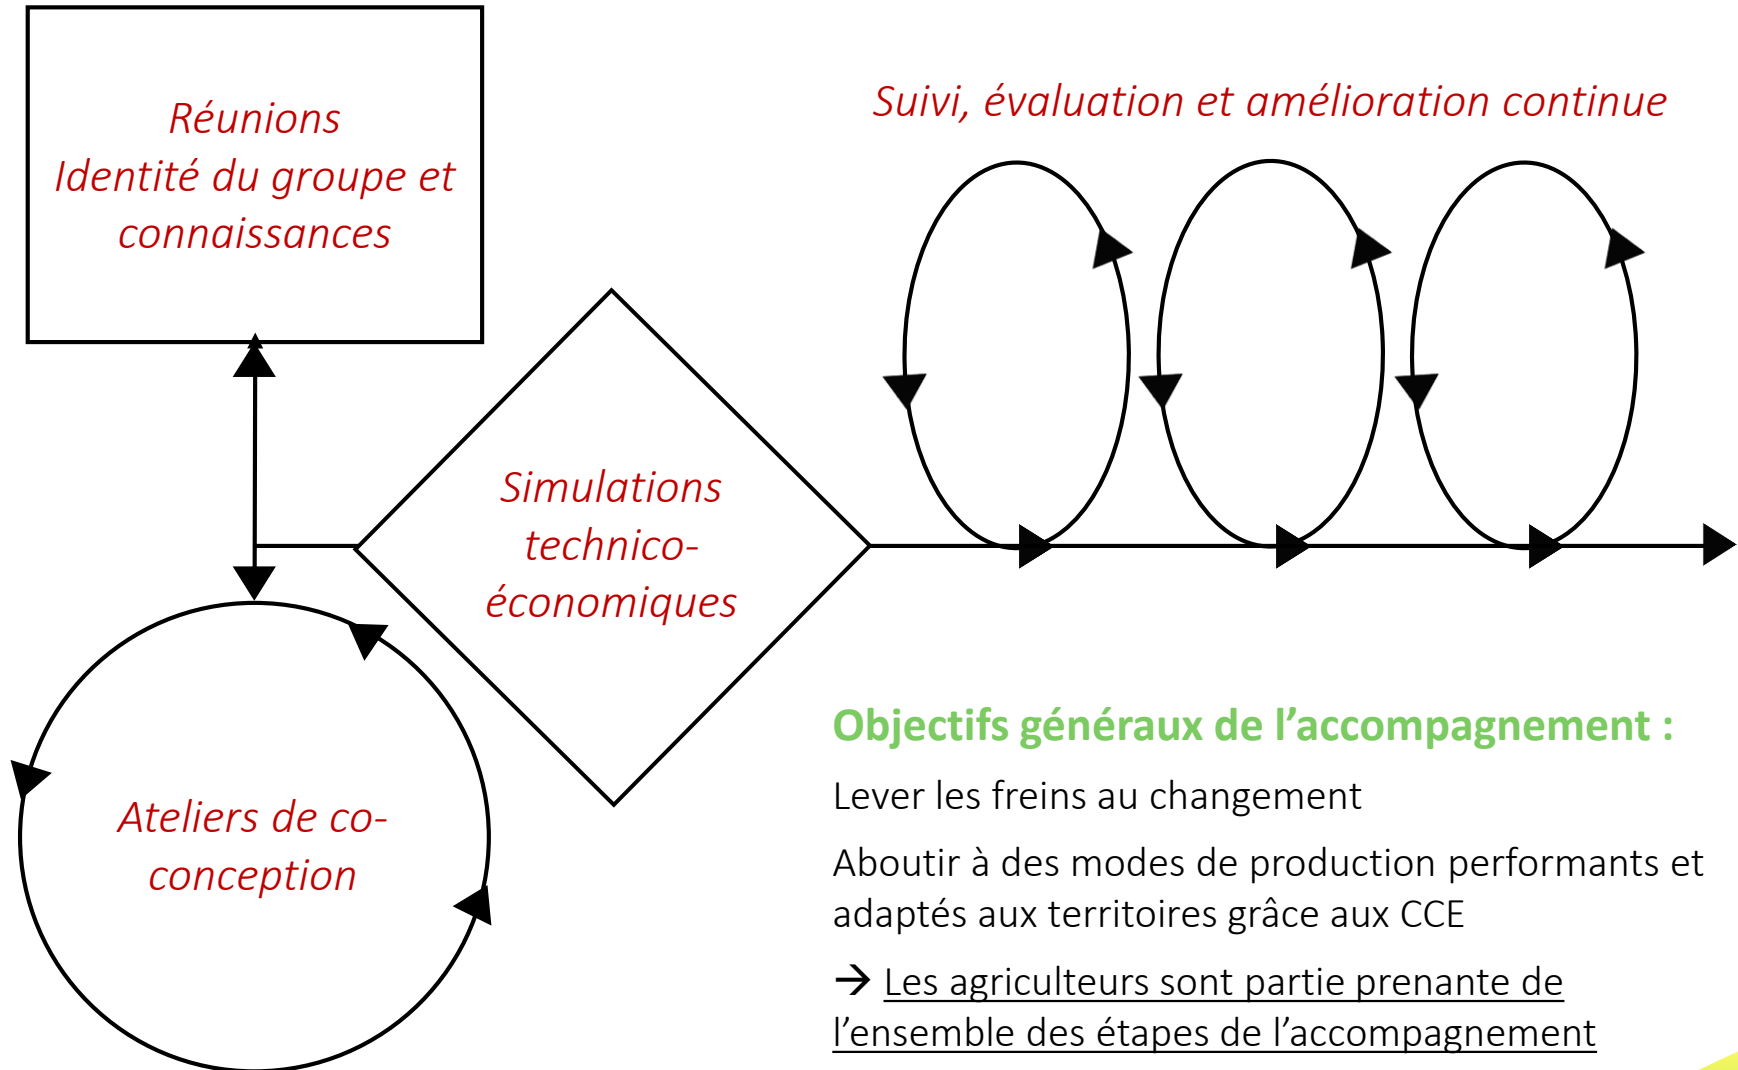 Réunions
Identité du groupe et
connaissances
Suivi, évaluation et amélioration continue
Simulations
technico-
économiques
Ateliers de co-
conception
Objectifs généraux de l’accompagnement :
Lever les freins au changement
Aboutir à des modes de production performants et
adaptés aux territoires grâce aux CCE
→ Les agriculteurs sont partie prenante de
l’ensemble des étapes de l’accompagnement